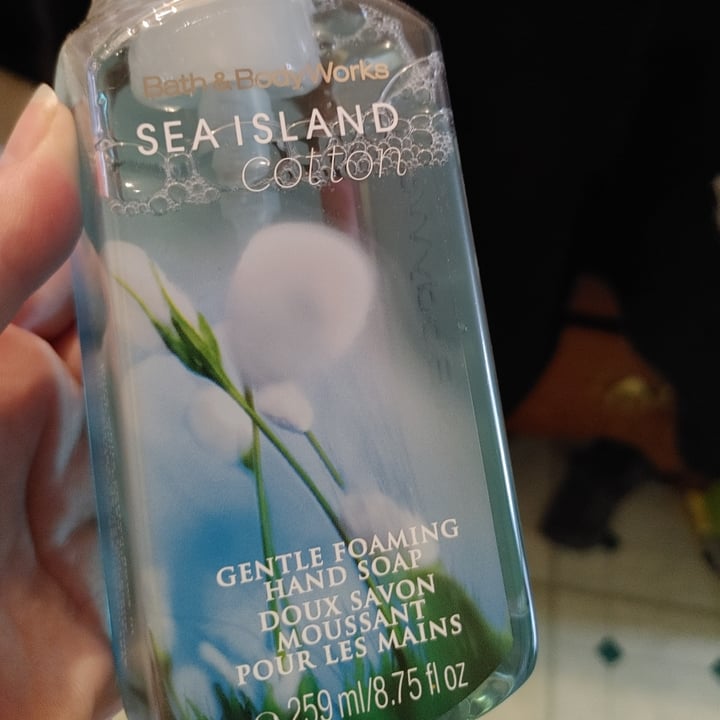 Bath & Body Works
SEA ISLAND
cotton
GENTLE FOAMING
HAND SOAP
DOUX SAVON
MOUSSANT
POUR LES MAINS
259 ml/8.75 fl oz